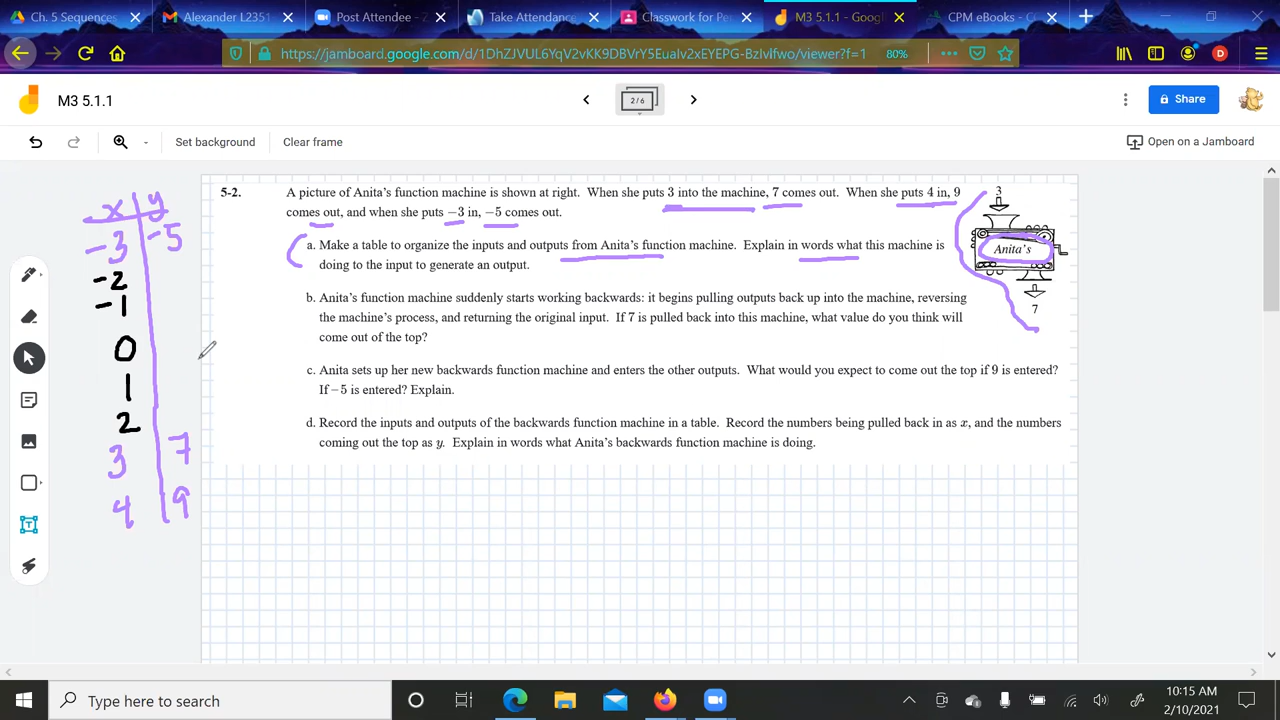 Ch. 5 Sequences
Alexander L2351
Post Attendee - Z
Take Attendance
Classwork for Pe
M3 5.1.1 - Googl
CPM eBooks - C
https://jamboard.google.com/d/1DhZJVUL6YqV2vKK9DBVrY5EuaIv2xEYEPG-BzIvIfwo/viewer?f=1
80%
M3 5.1.1
2/6
Share
Set background
Clear frame
Open on a Jamboard
5-2. A picture of Anita's function machine is shown at right. When she puts 3 into the machine, 7 comes out. When she puts 4 in, 9
comes out, and when she puts −3 in, −5 comes out.
a. Make a table to organize the inputs and outputs from Anita's function machine. Explain in words what this machine is
doing to the input to generate an output.
b. Anita's function machine suddenly starts working backwards: it begins pulling outputs back up into the machine, reversing
the machine's process, and returning the original input. If 7 is pulled back into this machine, what value do you think will
come out of the top?
c. Anita sets up her new backwards function machine and enters the other outputs. What would you expect to come out the top if 9 is entered?
If −5 is entered? Explain.
d. Record the inputs and outputs of the backwards function machine in a table. Record the numbers being pulled back in as x, and the numbers
coming out the top as y. Explain in words what Anita's backwards function machine is doing.
3
Anita's
7
x y
-3 -5
-2
-1
0
1
2
3 7
4 9
Type here to search
10:15 AM
2/10/2021